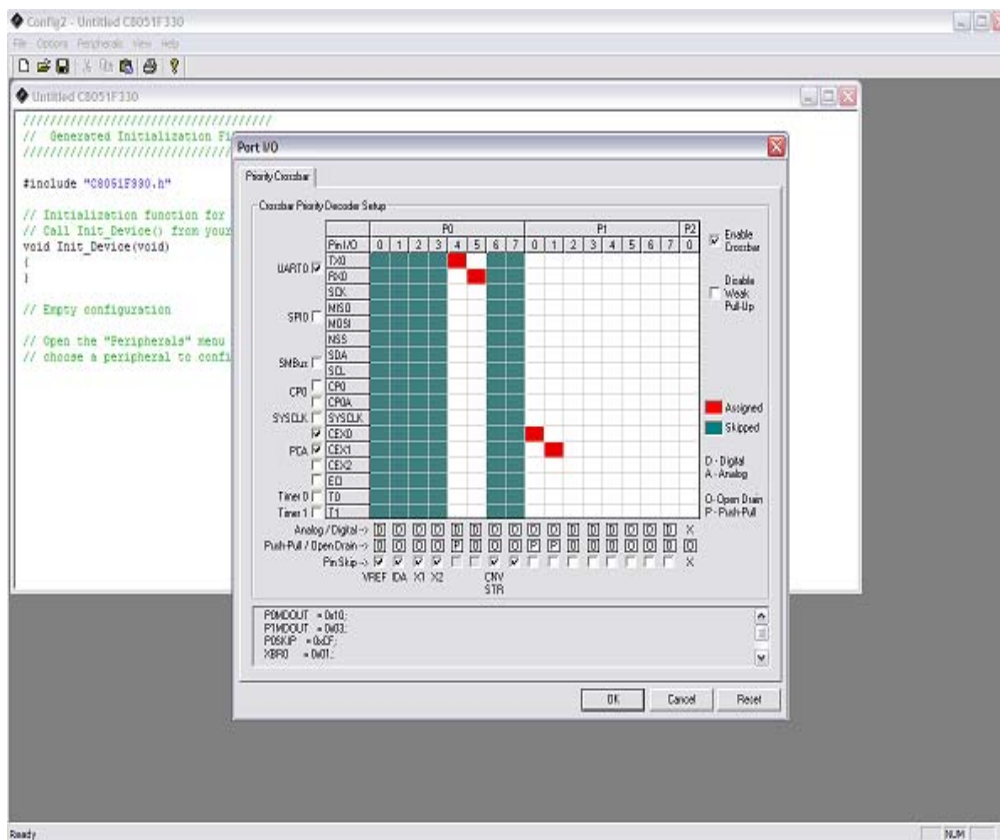 Config2 - Untitled C8051F330
File Options Peripherals View Help
Untitled C8051F330
/////////////////////////////////////
// Generated Initialization Fi
/////////////////////////////////
#include "C8051F330.h"
// Initialization function for
// Call Init_Device() from your
void Init_Device(void)
{
}
// Empty configuration
// Open the "Peripherals" menu
// choose a peripheral to confi
Port I/O
Priority Crossbar
Crossbar Priority Decoder Setup
P0 P1 P2
Pin I/O 0 1 2 3 4 5 6 7 0 1 2 3 4 5 6 7 0
UART0 TX0
RX0
SCK
SPI0 MISO
MOSI
NSS
SMBus SDA
SCL
CP0 CP0
CP0A
SYSCLK SYSCLK
CEX0
PCA CEX1
CEX2
ECI
Timer 0 T0
Timer 1 T1
Enable Crossbar
Disable Weak Pull-Up
Assigned
Skipped
D - Digital
A - Analog
O - Open Drain
P - Push-Pull
Analog / Digital -> D D D D D D D D D D D D D D D D X
Push-Pull / Open Drain -> O O O O P O O O P P O O O O O O O
Pin Skip -> X
VREF IDA X1 X2 CNV STR
P0MDOUT = 0x10;
P1MDOUT = 0x03;
P0SKIP = 0xCF;
XBR0 = 0x01;
OK Cancel Reset
Ready NUM